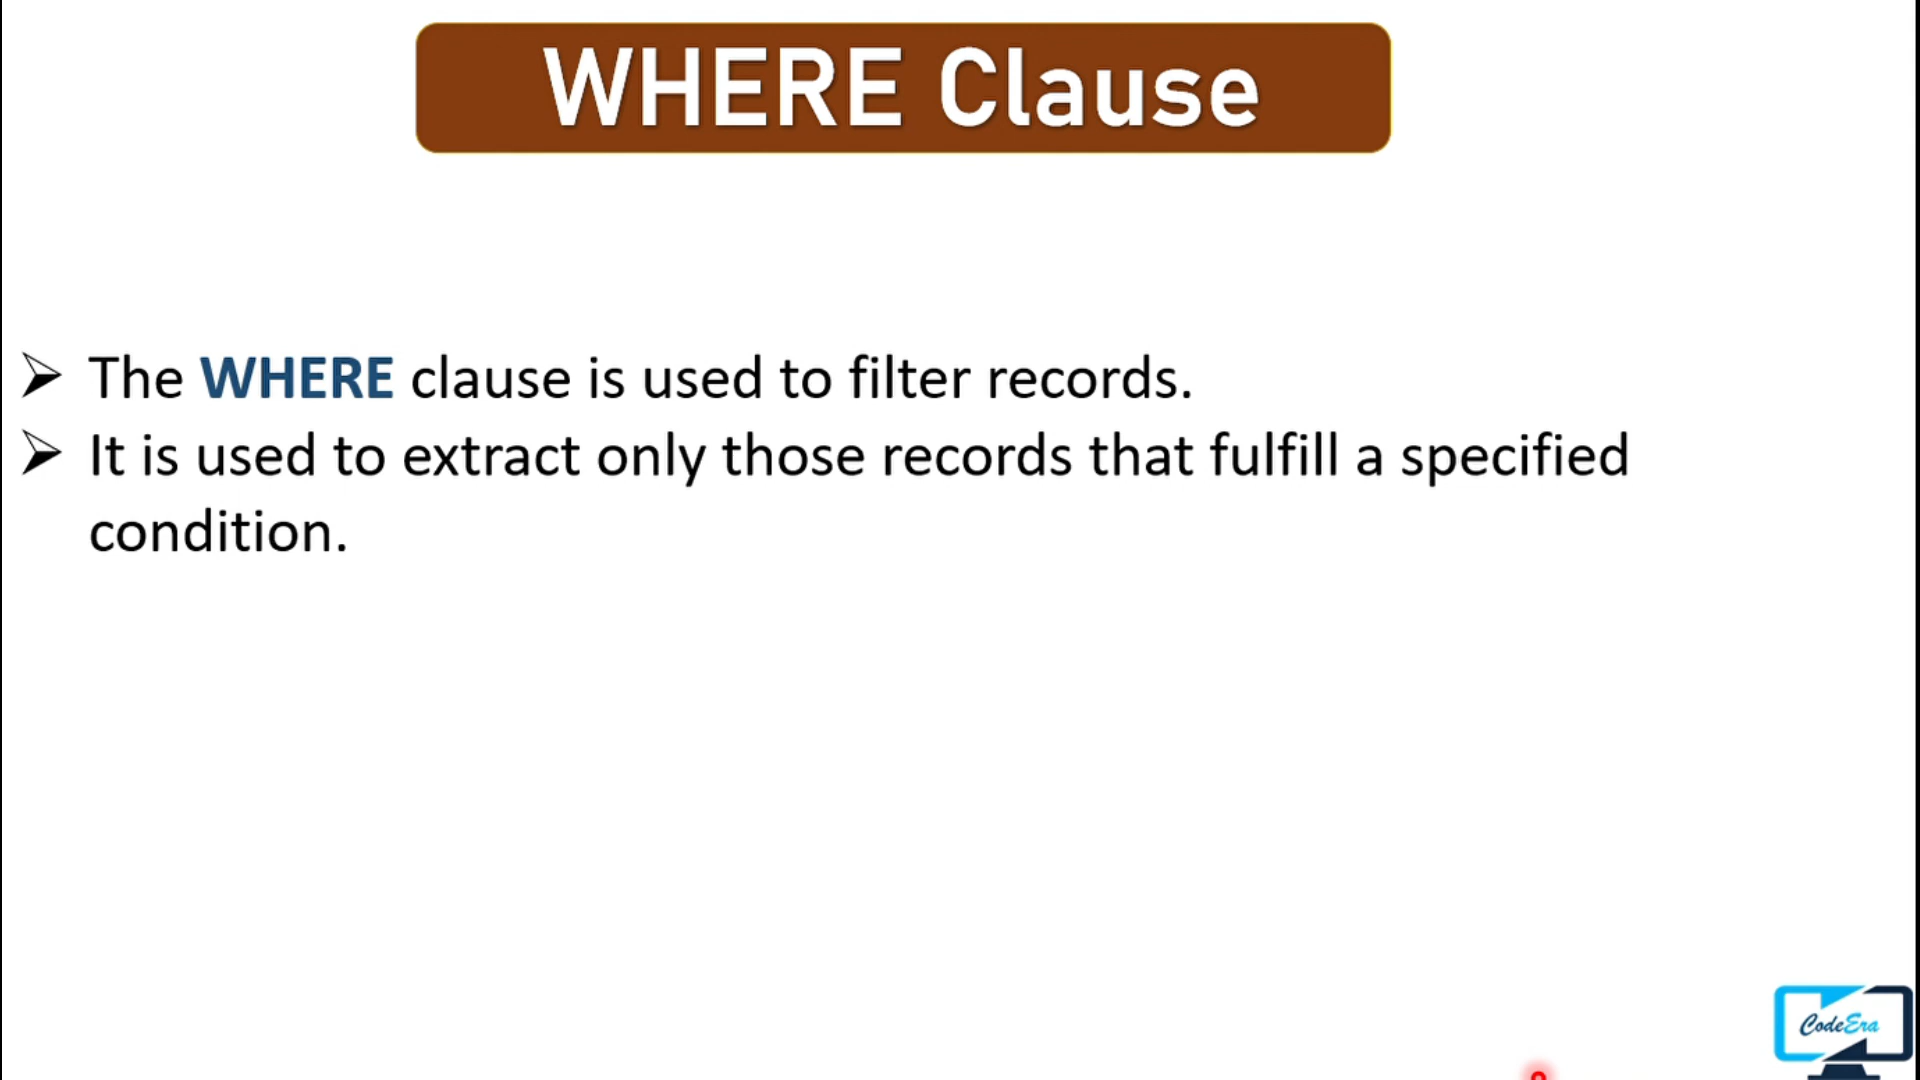 WHERE Clause
The WHERE clause is used to filter records.
It is used to extract only those records that fulfill a specified
condition.
CodeEra